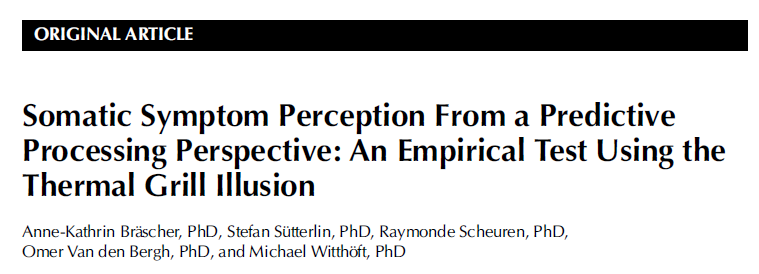 ORIGINAL ARTICLE
Somatic Symptom Perception From a Predictive
Processing Perspective: An Empirical Test Using the
Thermal Grill Illusion
Anne-Kathrin Bräscher, PhD, Stefan Sütterlin, PhD, Raymonde Scheuren, PhD,
Omer Van den Bergh, PhD, and Michael Witthöft, PhD